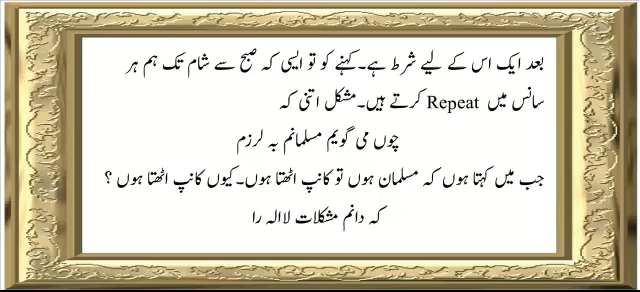 بعد ایک اس کے لیے شرط ہے۔کہنے کو تو ایسی کہ صبح سے شام تک ہم ہر
سانس میں Repeat کرتے ہیں۔مشکل اتنی کہ
چوں می گویم مسلمانم بہ لرزم
جب میں کہتا ہوں کہ مسلمان ہوں تو کانپ اٹھتا ہوں۔کیوں کانپ اٹھتا ہوں ؟
کہ دانم مشکلات لاالہ را